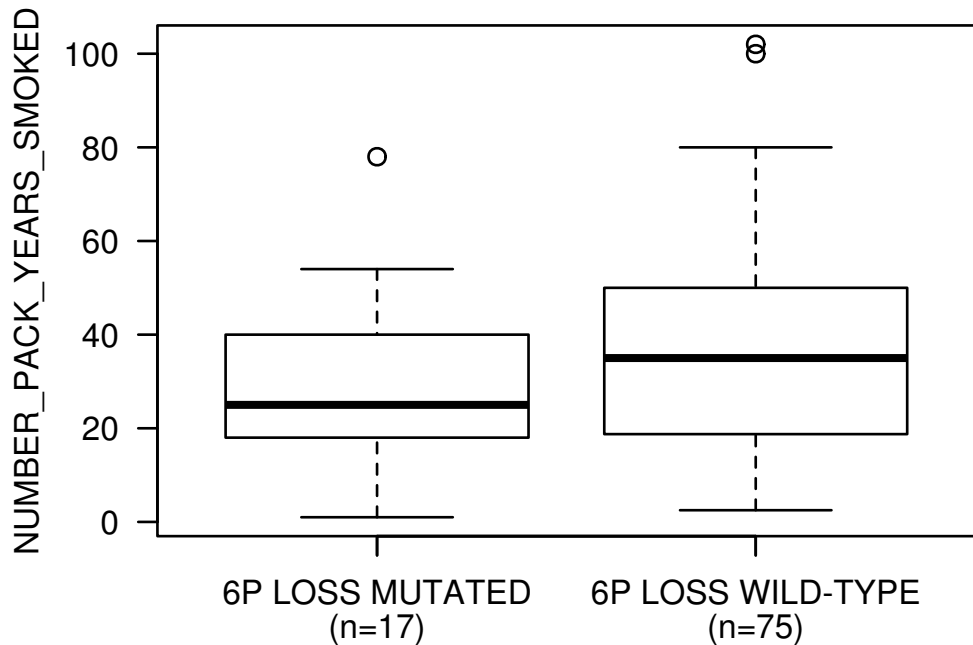 NUMBER_PACK_YEARS_SMOKED
100
80
60
40
20
0
6P LOSS MUTATED
(n=17)
6P LOSS WILD-TYPE
(n=75)